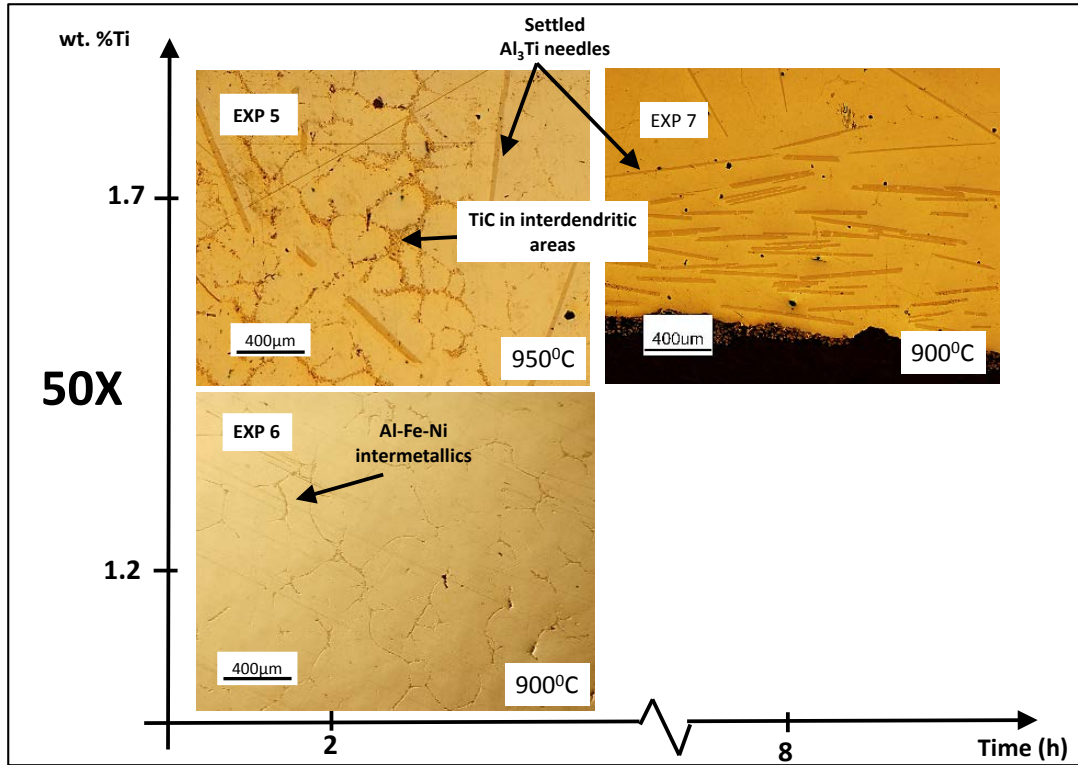 wt. %Ti
Settled
Al₃Ti needles
EXP 5
EXP 7
1.7
TiC in interdendritic
areas
400µm
950⁰C
400um
900⁰C
50X
EXP 6
Al-Fe-Ni
intermetallics
1.2
400µm
900⁰C
2
8
Time (h)